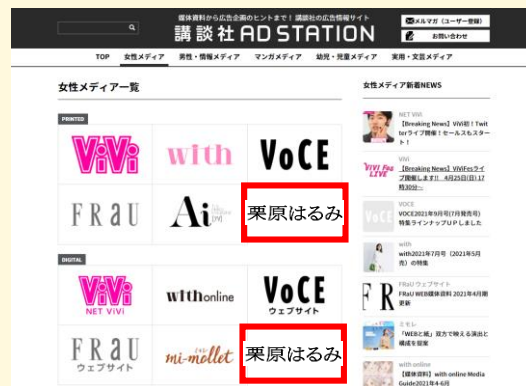 媒体資料から広告企画のヒントまで！講談社の広告情報サイト
講談社 AD STATION
メルマガ（ユーザー登録）
お問い合わせ
TOP 女性メディア 男性・情報メディア マンガメディア 幼児・児童メディア 実用・文芸メディア
女性メディア一覧
PRINTED
ViVi with VoCE
FRaU Ai 栗原はるみ
DIGITAL
ViVi NET ViVi
withonline
VoCE ウェブサイト
FRaU ウェブサイト
mi-mollet
栗原はるみ
女性メディア新着NEWS
NET ViVi
【Breaking News】ViVi初！Twit
terライブ開催！セールスもスター
ト！
ViVi Fes LIVE
ViVi
【Breaking News】ViViFesライ
ブ開催します!! 4月25日(日)17
時30分～
VoCE
VOCE
VOCE2021年9月号(7月発売号)
特集ラインナップUPしました
with
with2021年7月号（2021年5月
売）の特集
FR
FRaU ウェブサイト
FRaU WEB媒体資料 2021年4月期
更新
ミモレ
「WEBと紙」双方で映える演出と
構成を提案
with online
【媒体資料】with online Media
Guide2021年4-6月